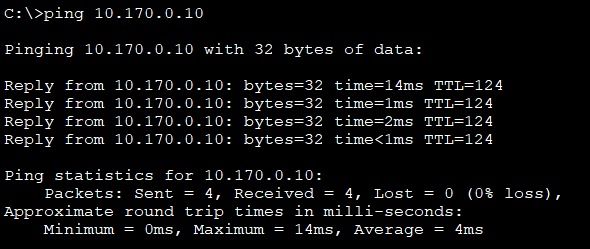 C:\>ping 10.170.0.10
Pinging 10.170.0.10 with 32 bytes of data:
Reply from 10.170.0.10: bytes=32 time=14ms TTL=124
Reply from 10.170.0.10: bytes=32 time=1ms TTL=124
Reply from 10.170.0.10: bytes=32 time=2ms TTL=124
Reply from 10.170.0.10: bytes=32 time<1ms TTL=124
Ping statistics for 10.170.0.10:
    Packets: Sent = 4, Received = 4, Lost = 0 (0% loss),
Approximate round trip times in milli-seconds:
    Minimum = 0ms, Maximum = 14ms, Average = 4ms